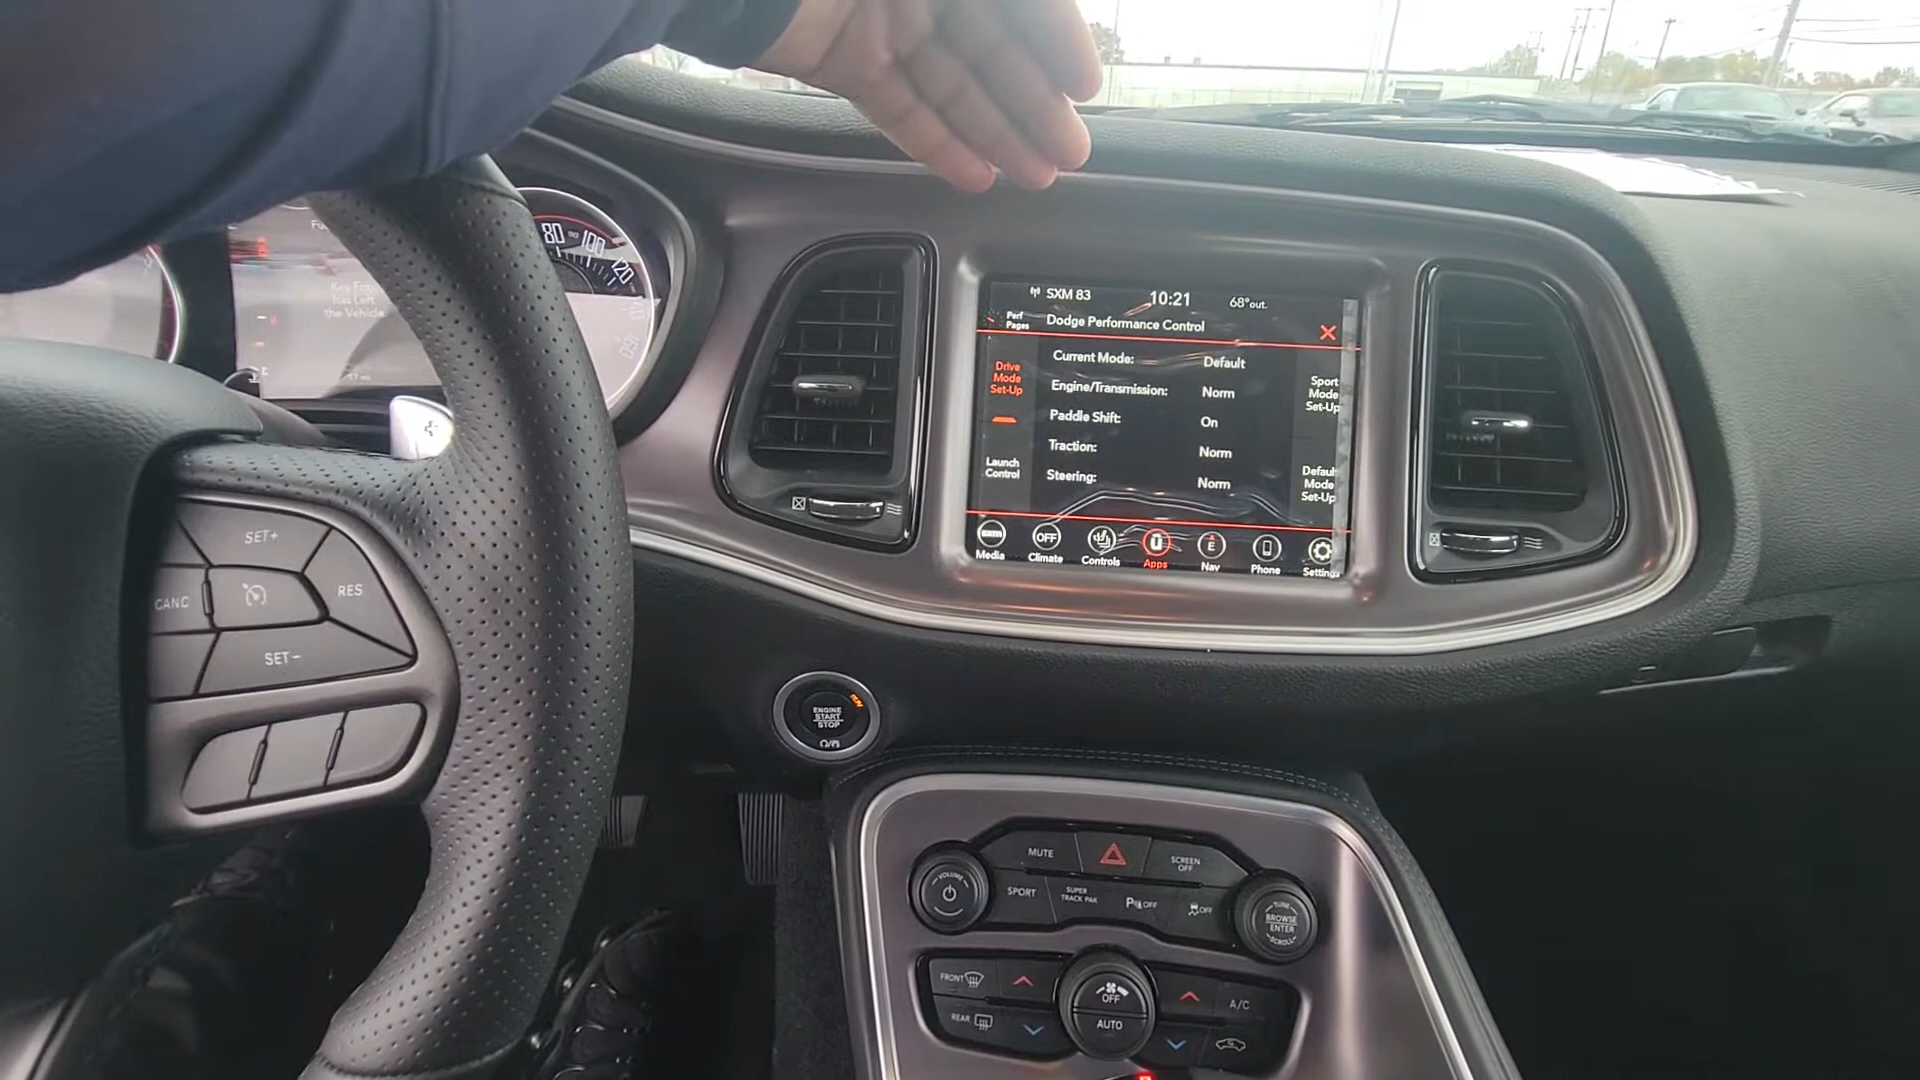 80
100
120
160
Key Fob
has Left
the Vehicle
SXM 83
10:21
68°out.
Perf
Pages
Dodge Performance Control
Drive
Mode
Set-Up
Launch
Control
Current Mode: Default
Engine/Transmission: Norm
Paddle Shift: On
Traction: Norm
Steering: Norm
Sport
Mode
Set-Up
Default
Mode
Set-Up
OFF
E
Media
Climate
Controls
Apps
Nav
Phone
Settings
SET+
CANC
RES
SET-
ENGINE
START
STOP
RUN
MUTE
SCREEN
OFF
VOLUME
SPORT
SUPER
TRACK PAK
P OFF
OFF
TUNE
BROWSE
ENTER
SCROLL
FRONT
REAR
OFF
AUTO
A/C